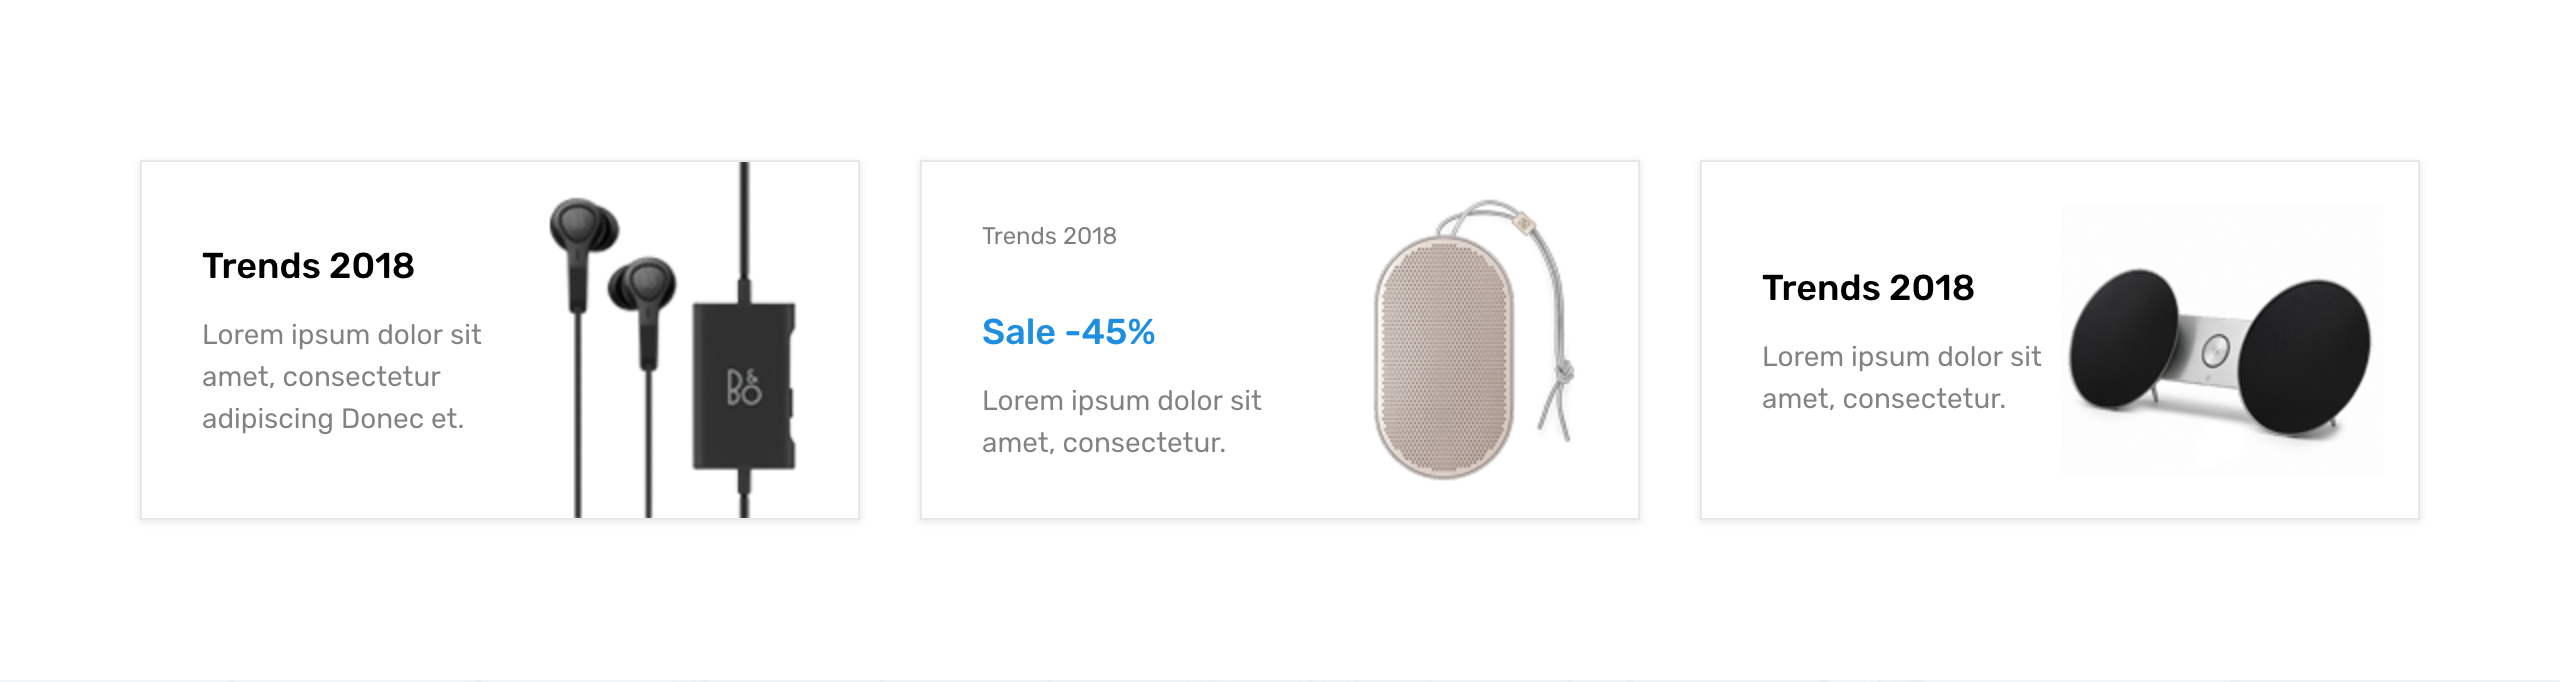 Trends 2018
Lorem ipsum dolor sit
amet, consectetur
adipiscing Donec et.
B&O
Trends 2018
Sale -45%
Lorem ipsum dolor sit
amet, consectetur.
Trends 2018
Lorem ipsum dolor sit
amet, consectetur.